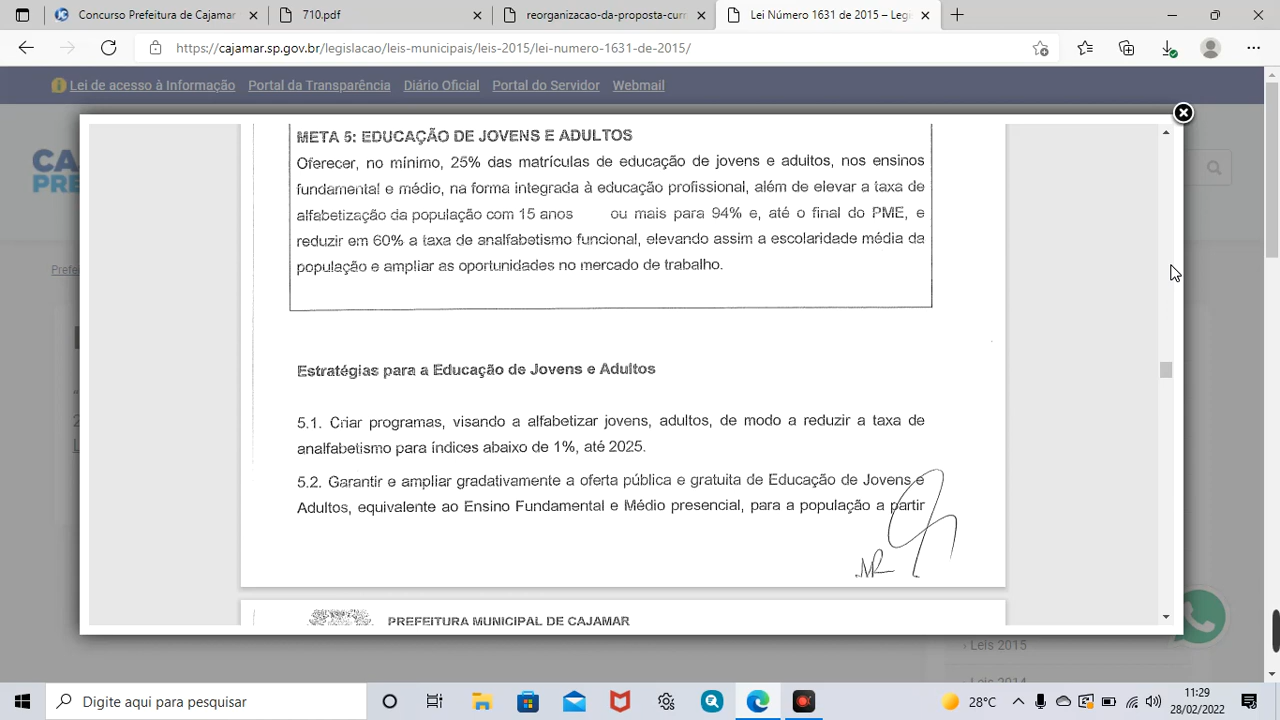 Concurso Prefeitura de Cajamar
710.pdf
reorganizacao-proposta-curr
Lei Número 1631 de 2015 – Leg
https://cajamar.sp.gov.br/legislacao/leis-municipais/leis-2015/lei-numero-1631-de-2015/
Lei de acesso à Informação Portal da Transparência Diário Oficial Portal do Servidor Webmail
META 5: EDUCAÇÃO DE JOVENS E ADULTOS
Oferecer, no mínimo, 25% das matrículas de educação de jovens e adultos, nos ensinos
fundamental e médio, na forma integrada à educação profissional, além de elevar a taxa de
alfabetização da população com 15 anos ou mais para 94% e, até o final do PME, e
reduzir em 60% a taxa de analfabetismo funcional, elevando assim a escolaridade média da
população e ampliar as oportunidades no mercado de trabalho.
Estratégias para a Educação de Jovens e Adultos
5.1. Criar programas, visando a alfabetizar jovens, adultos, de modo a reduzir a taxa de
analfabetismo para índices abaixo de 1%, até 2025.
5.2. Garantir e ampliar gradativamente a oferta pública e gratuita de Educação de Jovens e
Adultos, equivalente ao Ensino Fundamental e Médio presencial, para a população a partir
PREFEITURA MUNICIPAL DE CAJAMAR
› Leis 2015
› Leis 2014
Digite aqui para pesquisar
28°C
11:29
28/02/2022